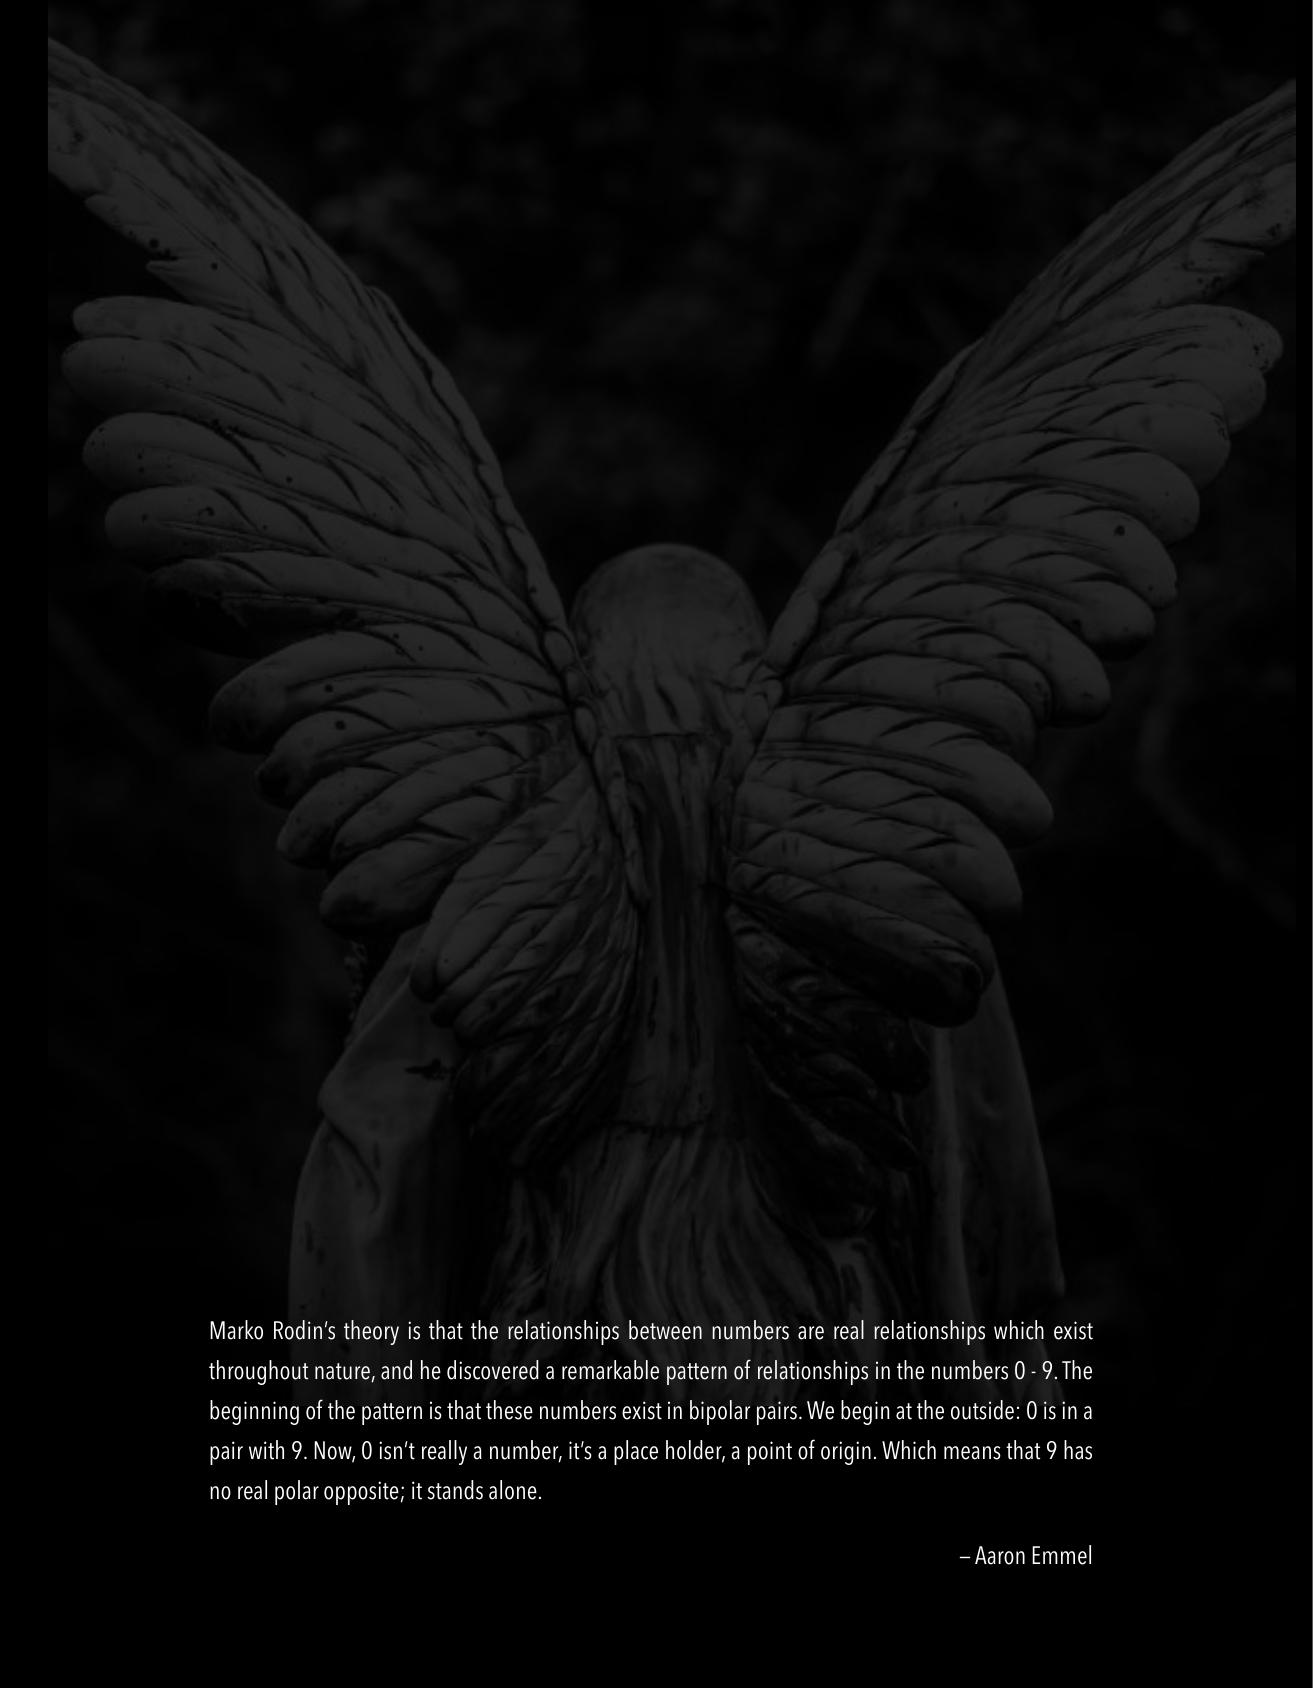 Marko Rodin’s theory is that the relationships between numbers are real relationships which exist
throughout nature, and he discovered a remarkable pattern of relationships in the numbers 0 - 9. The
beginning of the pattern is that these numbers exist in bipolar pairs. We begin at the outside: 0 is in a
pair with 9. Now, 0 isn’t really a number, it’s a place holder, a point of origin. Which means that 9 has
no real polar opposite; it stands alone.
– Aaron Emmel